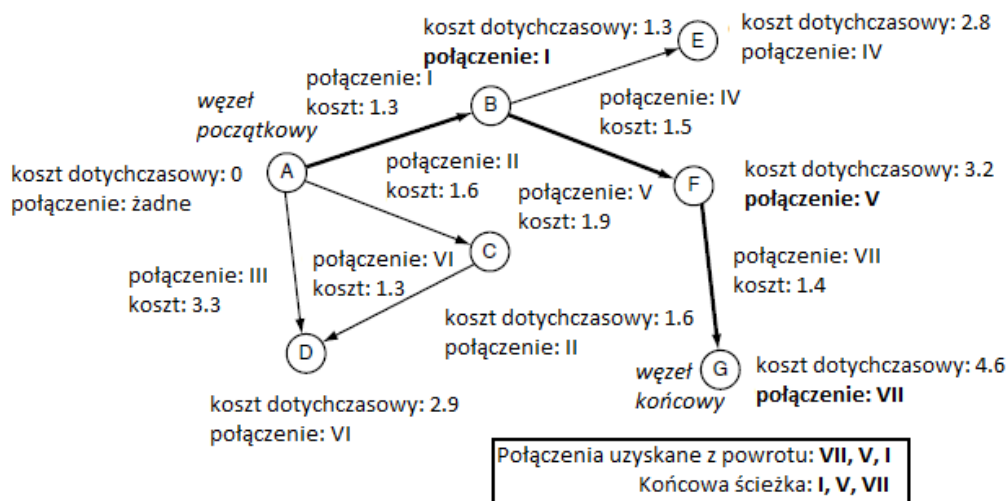 koszt dotychczasowy: 1.3
połączenie: I
E
koszt dotychczasowy: 2.8
połączenie: IV
połączenie: I
koszt: 1.3
węzeł
początkowy
B
połączenie: IV
koszt: 1.5
koszt dotychczasowy: 0
połączenie: żadne
A
połączenie: II
koszt: 1.6
połączenie: V
koszt: 1.9
F
koszt dotychczasowy: 3.2
połączenie: V
połączenie: III
koszt: 3.3
połączenie: VI
koszt: 1.3
C
połączenie: VII
koszt: 1.4
koszt dotychczasowy: 1.6
połączenie: II
D
węzeł
końcowy
G
koszt dotychczasowy: 4.6
połączenie: VII
koszt dotychczasowy: 2.9
połączenie: VI
Połączenia uzyskane z powrotu: VII, V, I
Końcowa ścieżka: I, V, VII